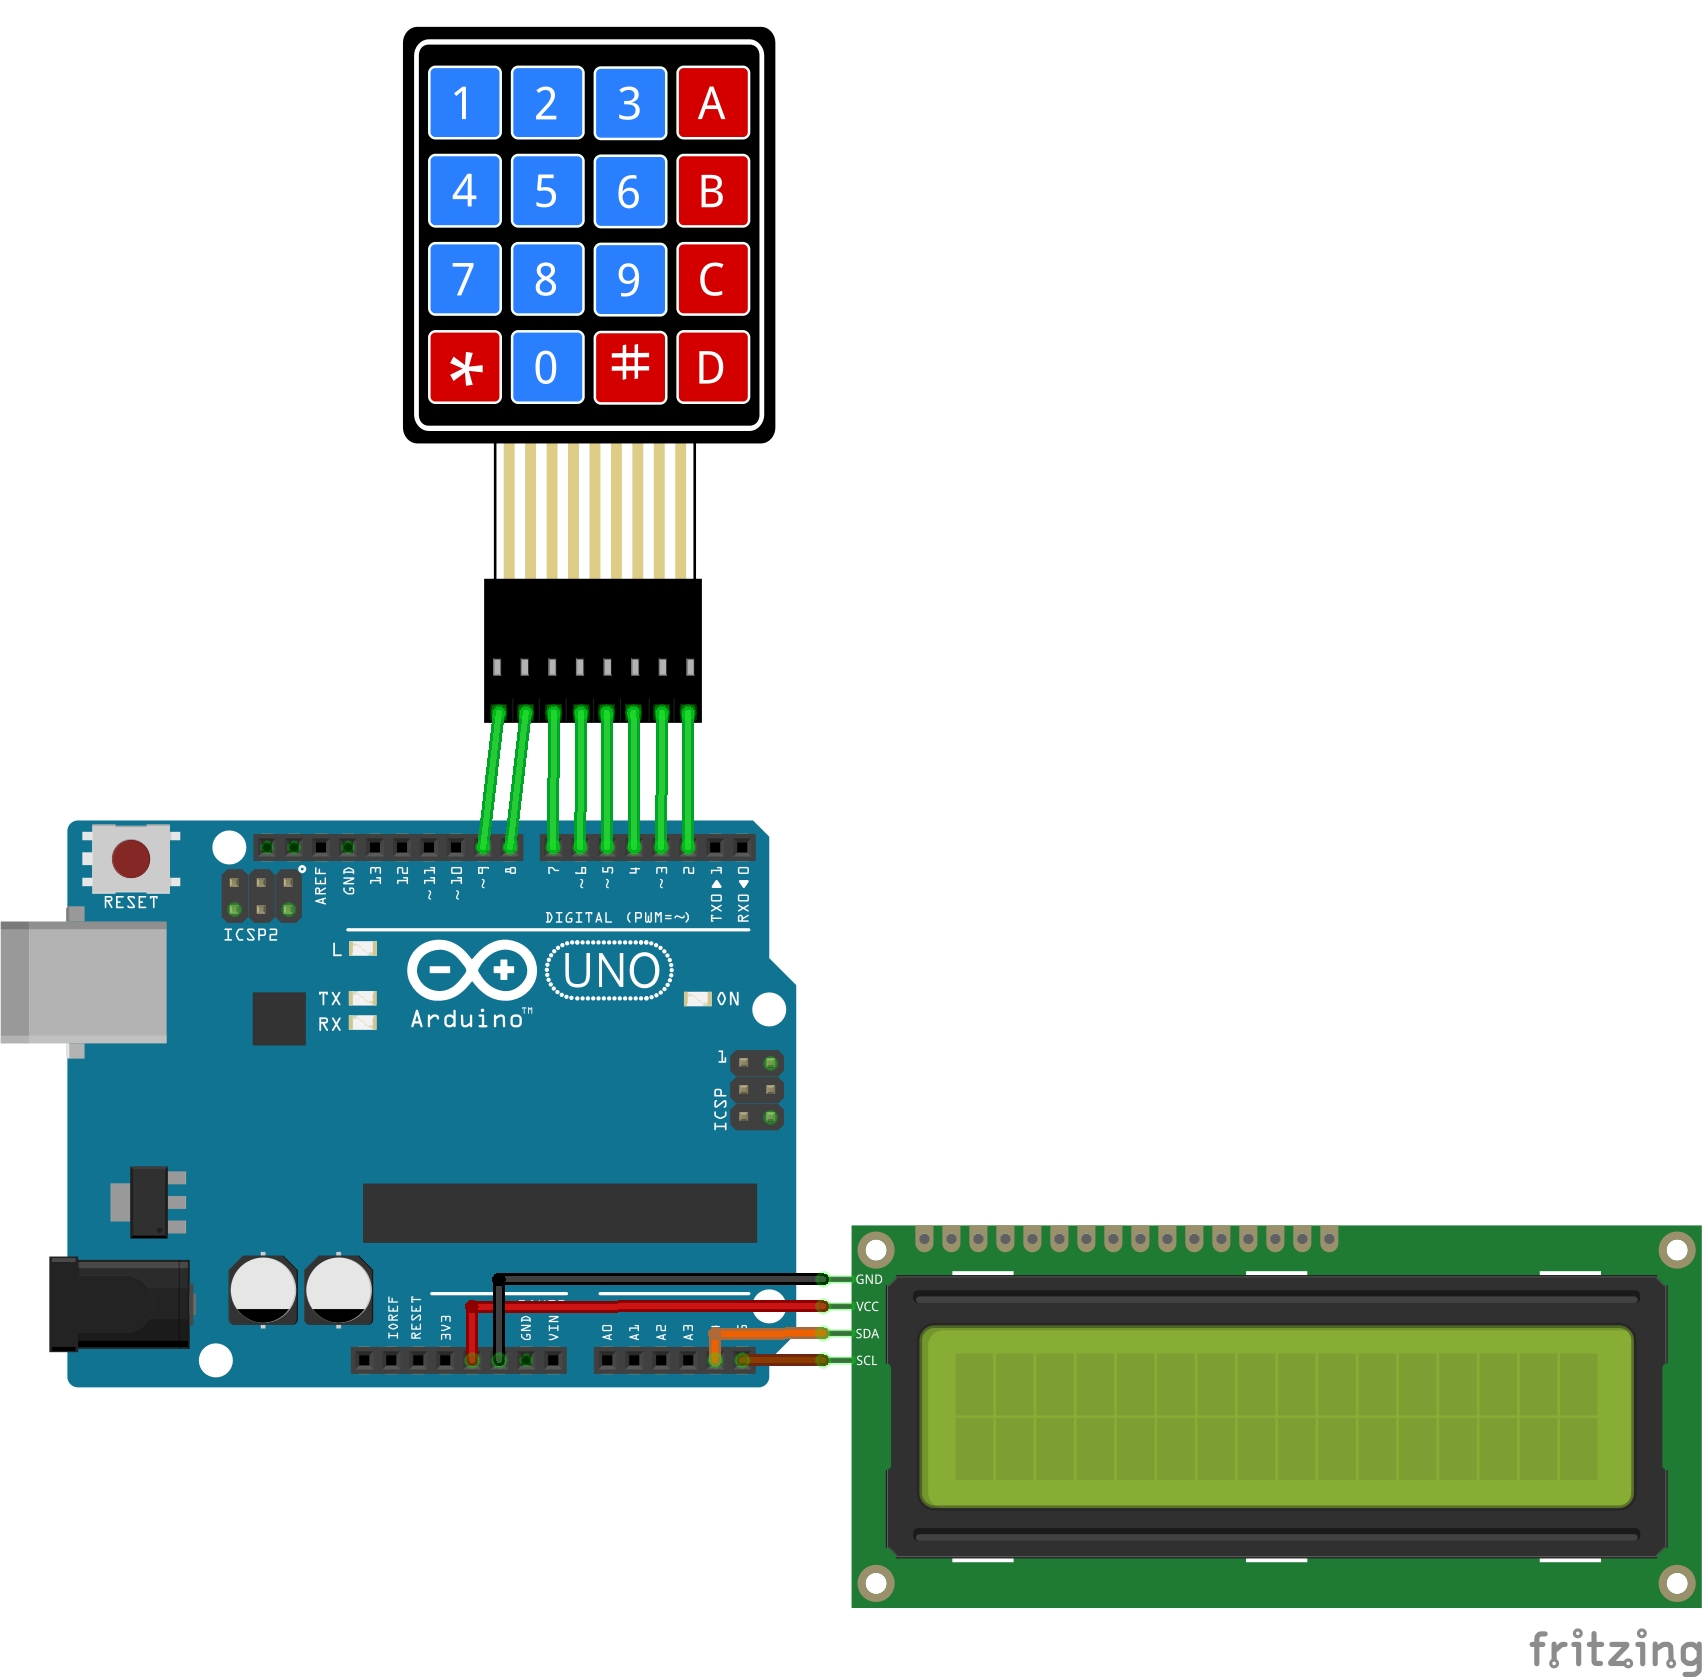 1 2 3 A
4 5 6 B
7 8 9 C
* 0 # D
RESET
ICSP2
AREF
GND
13
12
~11
~10
~9
8
7
~6
~5
4
~3
2
TX0▶1
RX0◀0
DIGITAL (PWM=~)
L
TX
RX
Arduino™
UNO
ON
1
ICSP
IOREF
RESET
3V3
GND
VIN
A0
A1
A2
A3
GND
VCC
SDA
SCL
fritzing